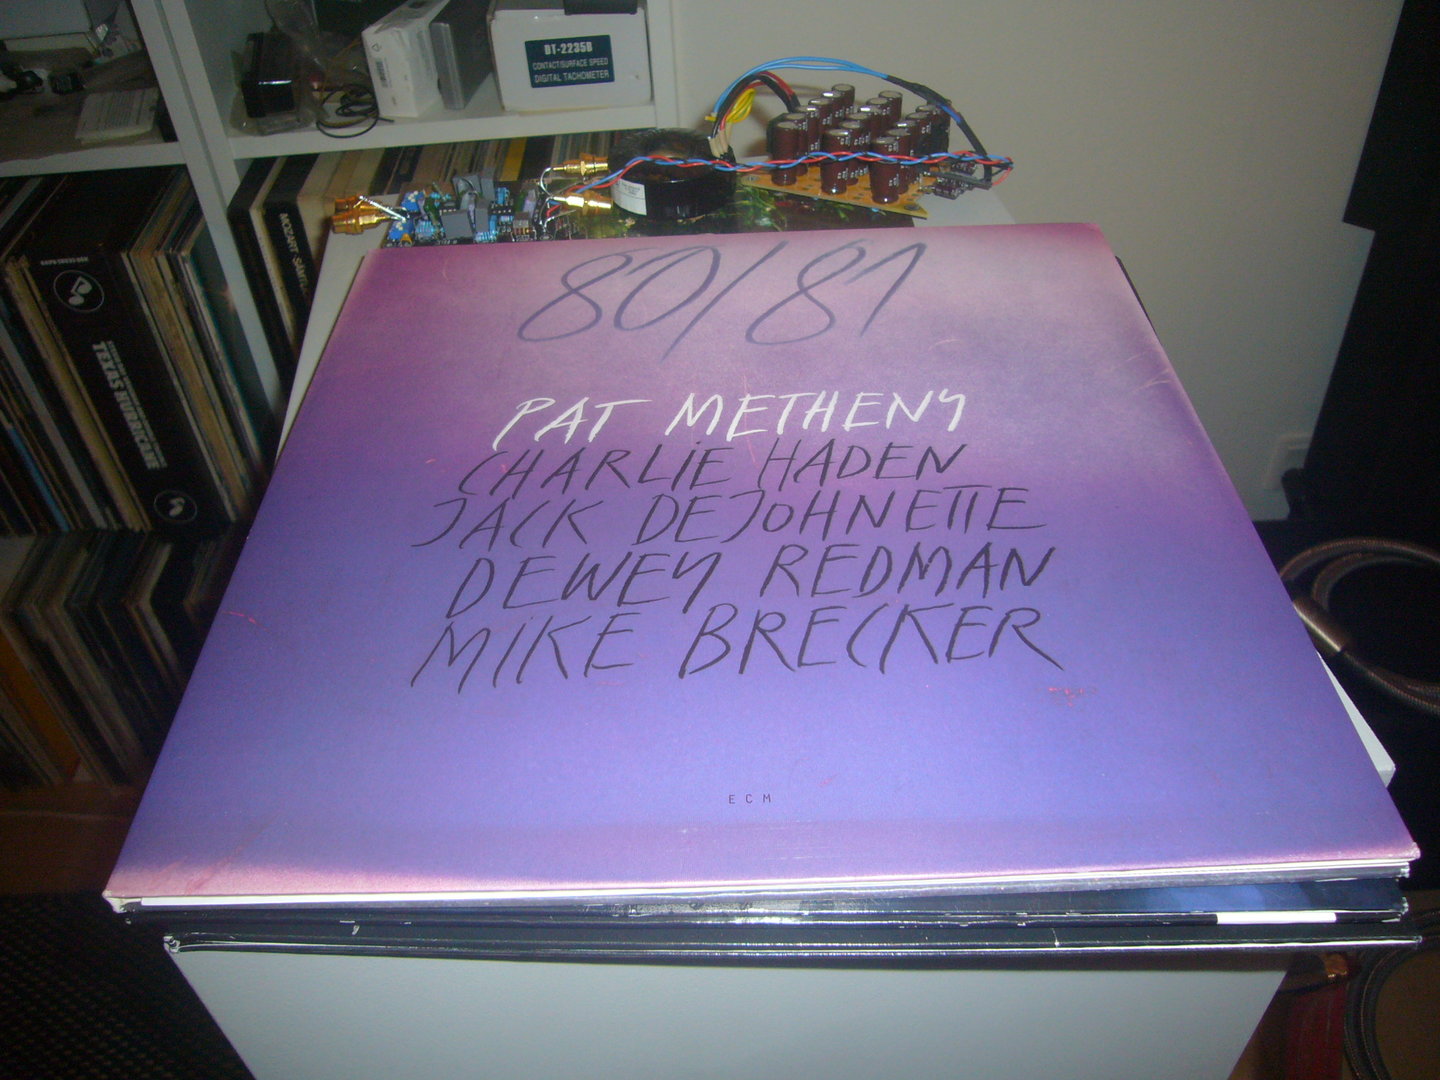 DT-2235B
CONTACT/SURFACE SPEED
DIGITAL TACHOMETER
TEXAS HURRICANE
80/81
PAT METHENY
CHARLIE HADEN
JACK DEJOHNETTE
DEWEY REDMAN
MIKE BRECKER
ECM